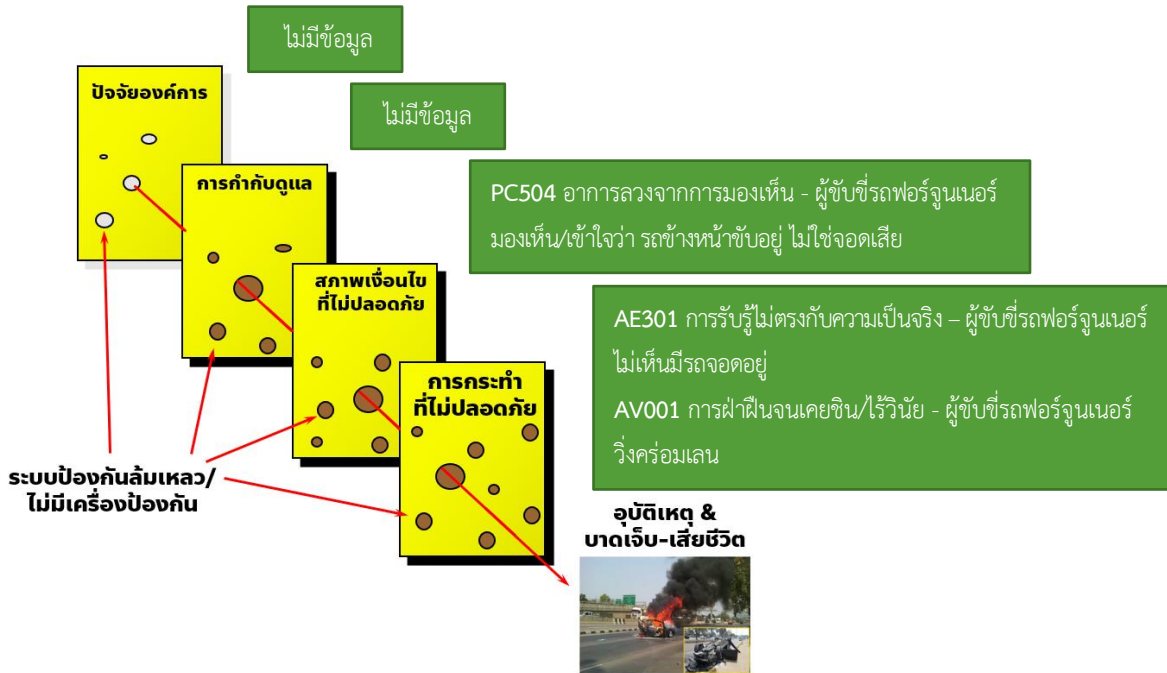 ไม่มีข้อมูล
ปัจจัยองค์การ
ไม่มีข้อมูล
การกำกับดูแล
PC504 อาการลวงจากการมองเห็น - ผู้ขับขี่รถฟอร์จูนเนอร์
มองเห็น/เข้าใจว่า รถข้างหน้าขับอยู่ ไม่ใช่จอดเสีย
สภาพเงื่อนไข
ที่ไม่ปลอดภัย
AE301 การรับรู้ไม่ตรงกับความเป็นจริง – ผู้ขับขี่รถฟอร์จูนเนอร์
ไม่เห็นมีรถจอดอยู่
AV001 การฝ่าฝืนจนเคยชิน/ไร้วินัย - ผู้ขับขี่รถฟอร์จูนเนอร์
วิ่งคร่อมเลน
การกระทำ
ที่ไม่ปลอดภัย
ระบบป้องกันล้มเหลว/
ไม่มีเครื่องป้องกัน
อุบัติเหตุ &
บาดเจ็บ-เสียชีวิต